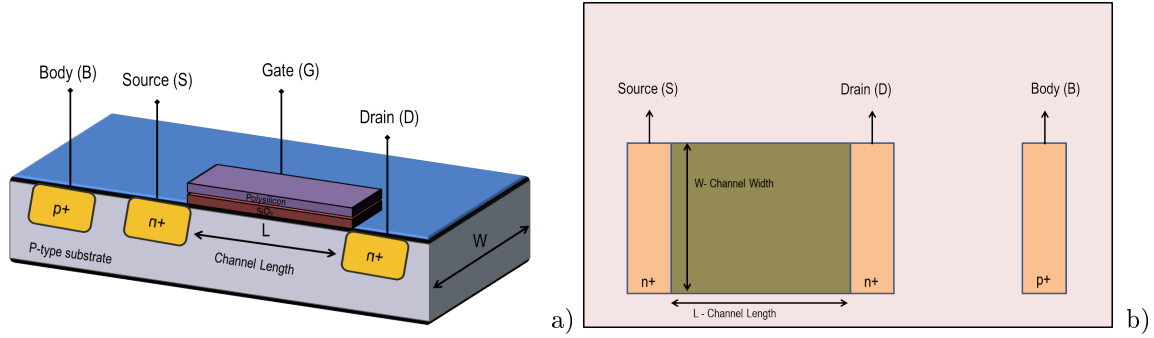 Body (B)
Source (S)
Gate (G)
Drain (D)
Polysilicon
SiO₂
p+
n+
L
n+
W
Channel Length
P-type substrate
a)
Source (S)
Drain (D)
Body (B)
W- Channel Width
n+
n+
p+
L - Channel Length
b)